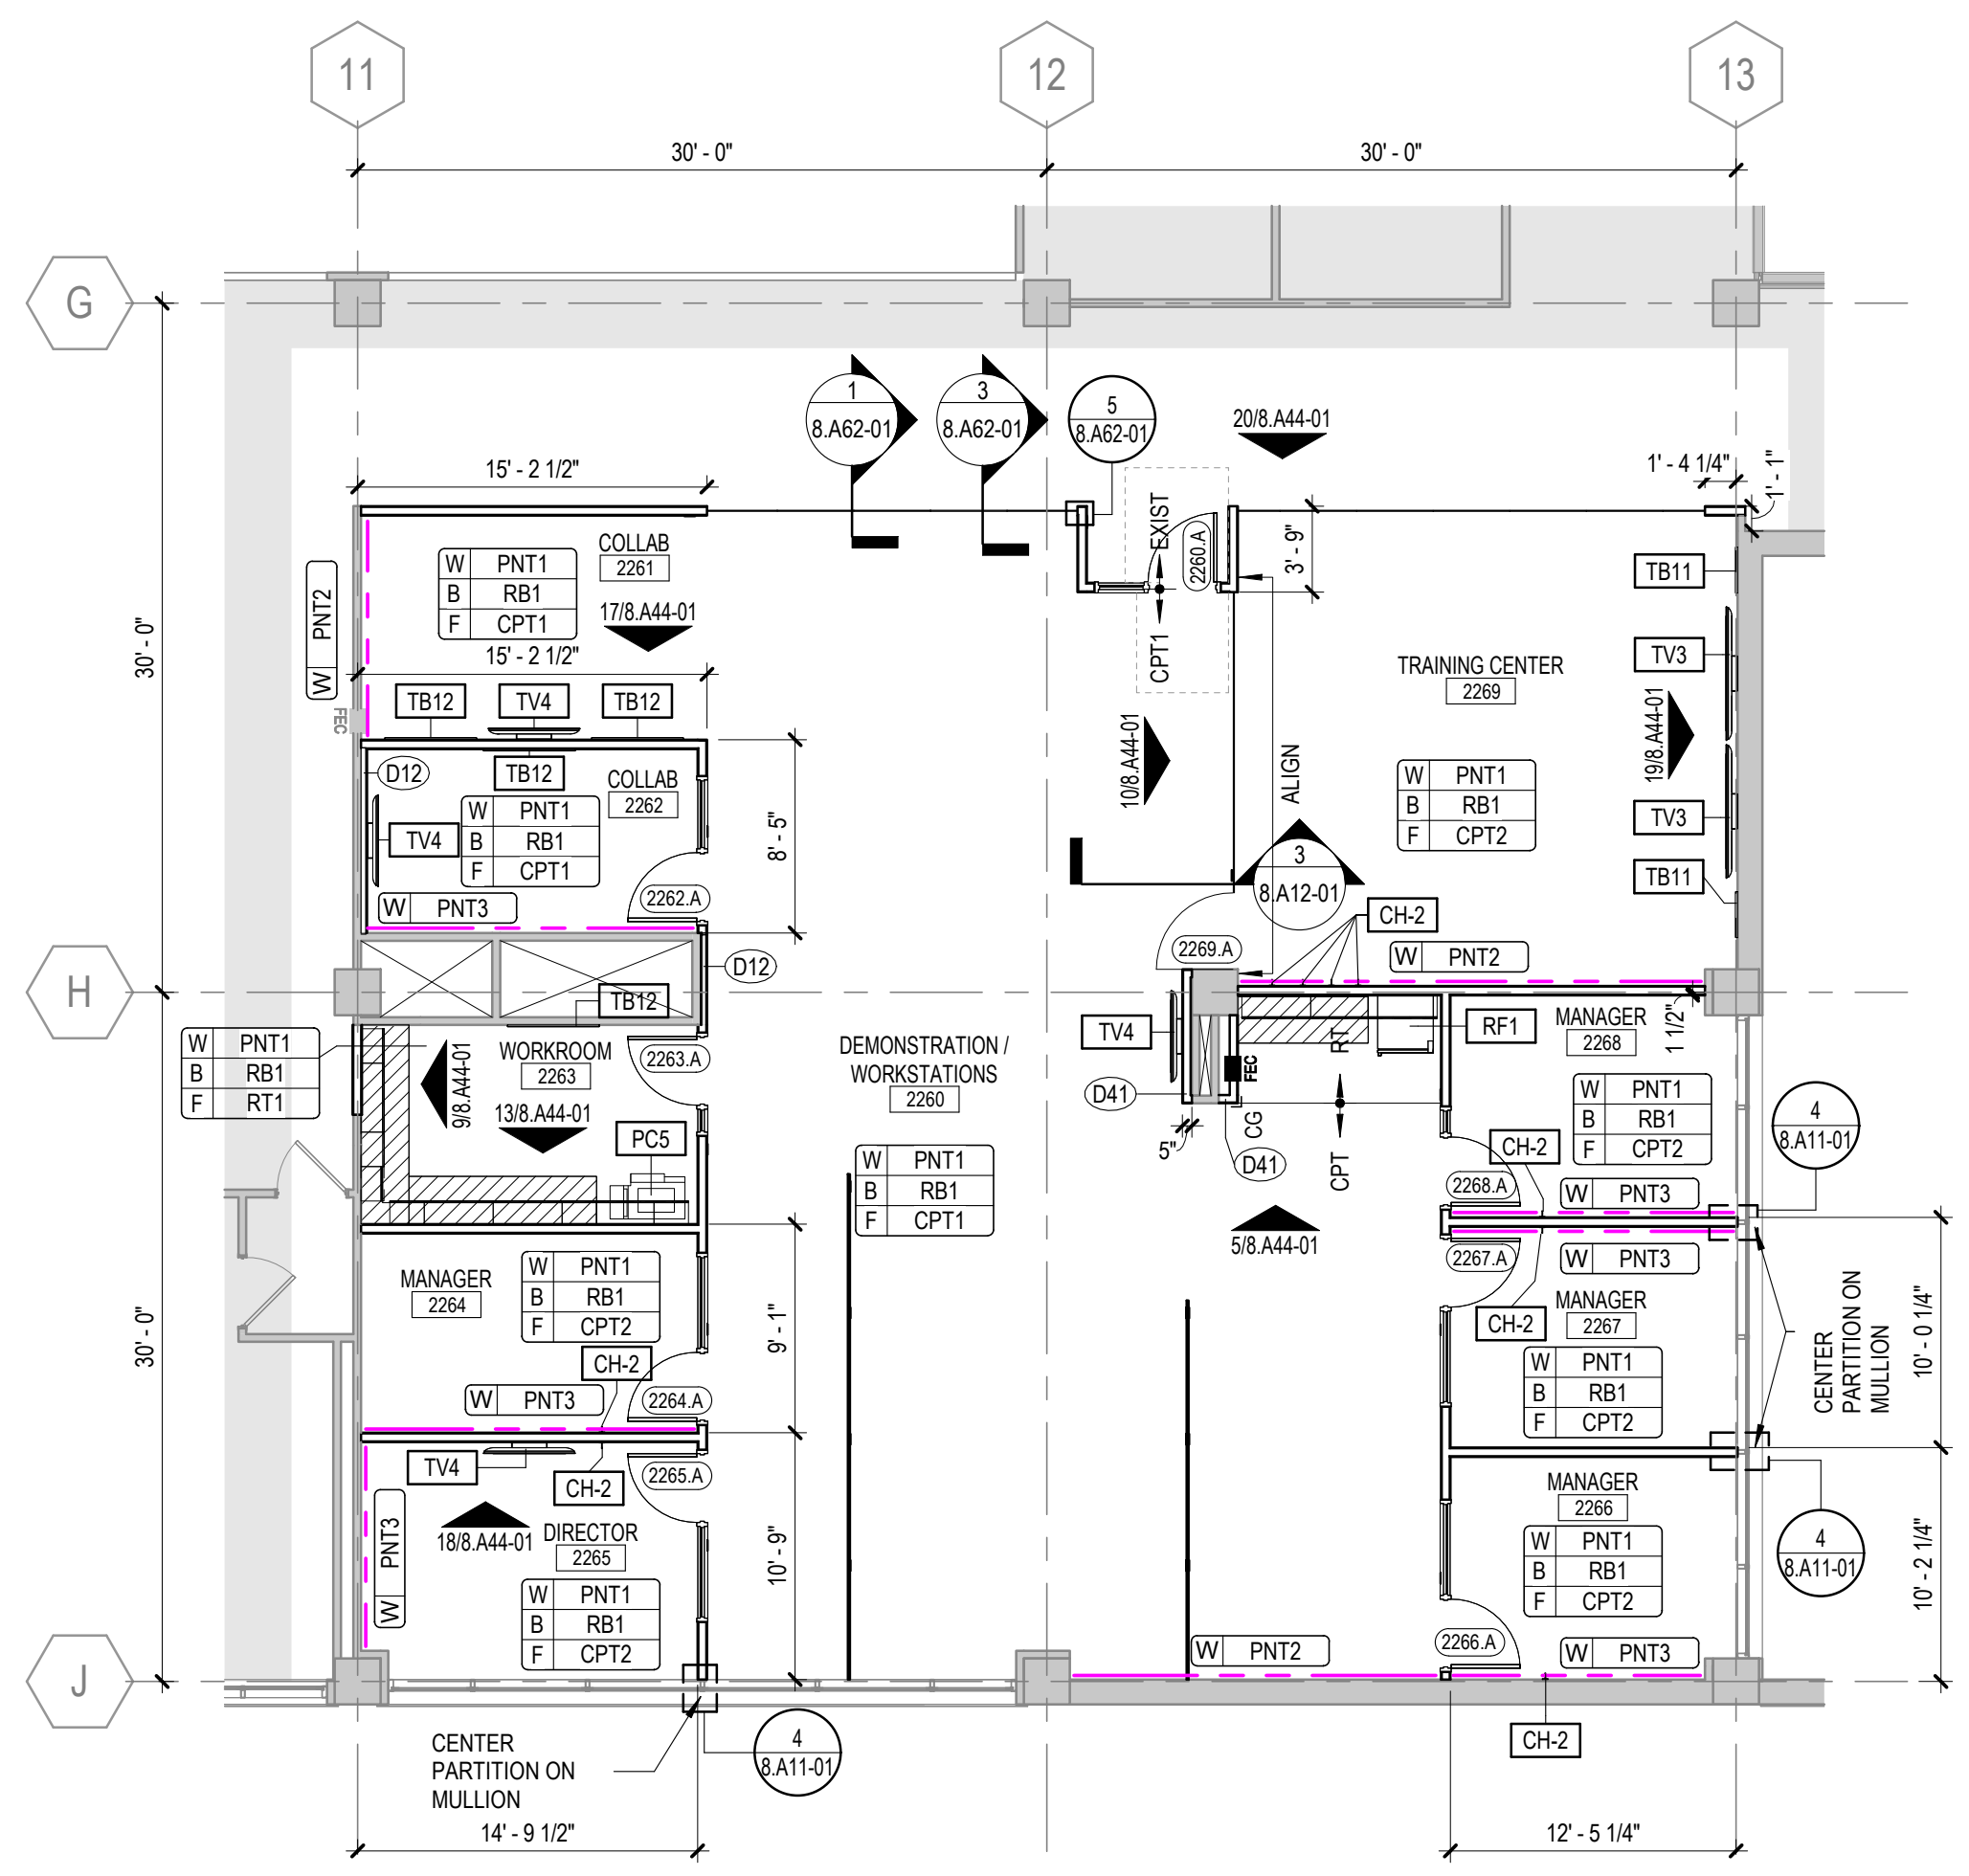 11
12
13
30' - 0"
30' - 0"
G
1
8.A62-01
3
8.A62-01
5
8.A62-01
20/8.A44-01
15' - 2 1/2"
1' - 4 1/4"
1' - 1"
EXIST
2260.A
3' - 9"
COLLAB
2261
W PNT1
B RB1
F CPT1
17/8.A44-01
W PNT2
TB11
30' - 0"
15' - 2 1/2"
CPT1
TRAINING CENTER
2269
TV3
TB12
TV4
TB12
FEC
10/8.A44-01
19/8.A44-01
D12
TB12
COLLAB
2262
ALIGN
W PNT1
B RB1
F CPT1
TV4
8' - 5"
W PNT1
B RB1
F CPT2
TV3
3
8.A12-01
TB11
W PNT3
2262.A
CH-2
2269.A
W PNT2
D12
H
TB12
W PNT1
B RB1
F RT1
9/8.A44-01
WORKROOM
2263
2263.A
DEMONSTRATION /
WORKSTATIONS
2260
TV4
RT
RF1
MANAGER
2268
1 1/2"
FEC
D41
13/8.A44-01
W PNT1
B RB1
F CPT2
4
8.A11-01
PC5
5"
CG
D41
CPT
CH-2
W PNT1
B RB1
F CPT1
2268.A
W PNT3
5/8.A44-01
2267.A
W PNT3
MANAGER
2264
W PNT1
B RB1
F CPT2
30' - 0"
9' - 1"
CH-2
MANAGER
2267
CENTER
PARTITION ON
MULLION
10' - 0 1/4"
CH-2
W PNT1
B RB1
F CPT2
W PNT3
2264.A
TV4
CH-2
2265.A
MANAGER
2266
W PNT3
18/8.A44-01
DIRECTOR
2265
10' - 9"
W PNT1
B RB1
F CPT2
4
8.A11-01
10' - 2 1/4"
W PNT1
B RB1
F CPT2
2266.A
W PNT2
W PNT3
J
CENTER
PARTITION ON
MULLION
4
8.A11-01
CH-2
14' - 9 1/2"
12' - 5 1/4"